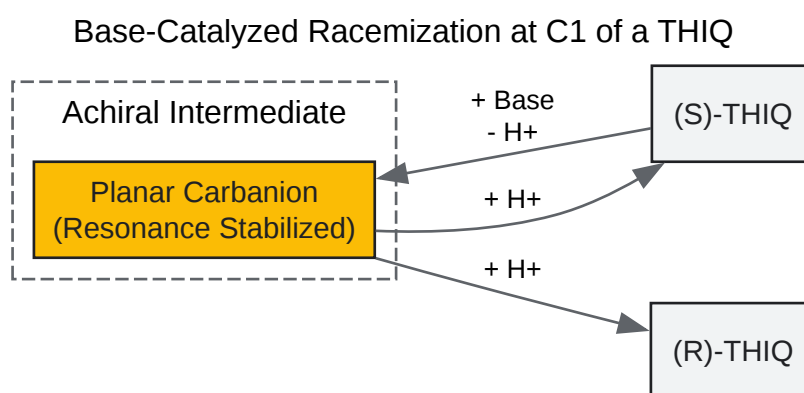 Base-Catalyzed Racemization at C1 of a THIQ
Achiral Intermediate
Planar Carbanion
(Resonance Stabilized)
+ Base
- H+
+ H+
+ H+
(S)-THIQ
(R)-THIQ